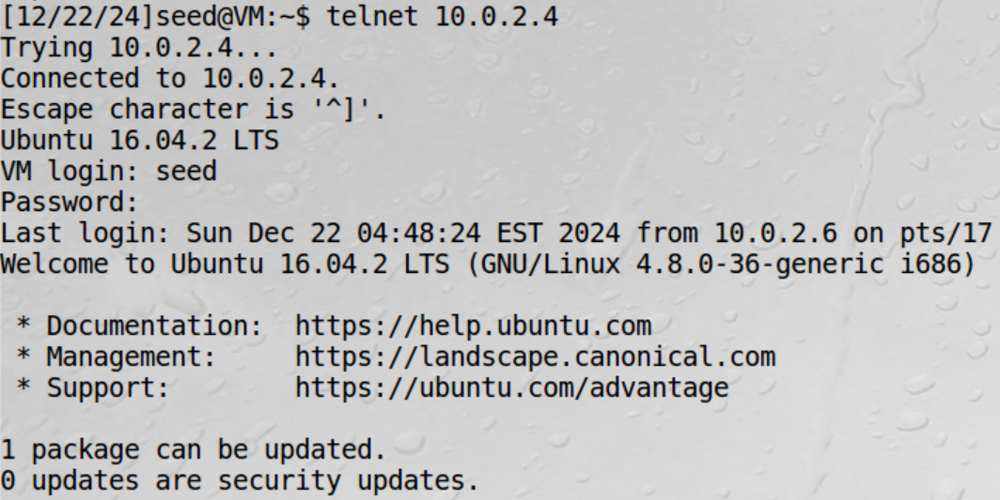 [12/22/24]seed@VM:~$ telnet 10.0.2.4
Trying 10.0.2.4...
Connected to 10.0.2.4.
Escape character is '^]'.
Ubuntu 16.04.2 LTS
VM login: seed
Password:
Last login: Sun Dec 22 04:48:24 EST 2024 from 10.0.2.6 on pts/17
Welcome to Ubuntu 16.04.2 LTS (GNU/Linux 4.8.0-36-generic i686)

 * Documentation:  https://help.ubuntu.com
 * Management:     https://landscape.canonical.com
 * Support:        https://ubuntu.com/advantage

1 package can be updated.
0 updates are security updates.